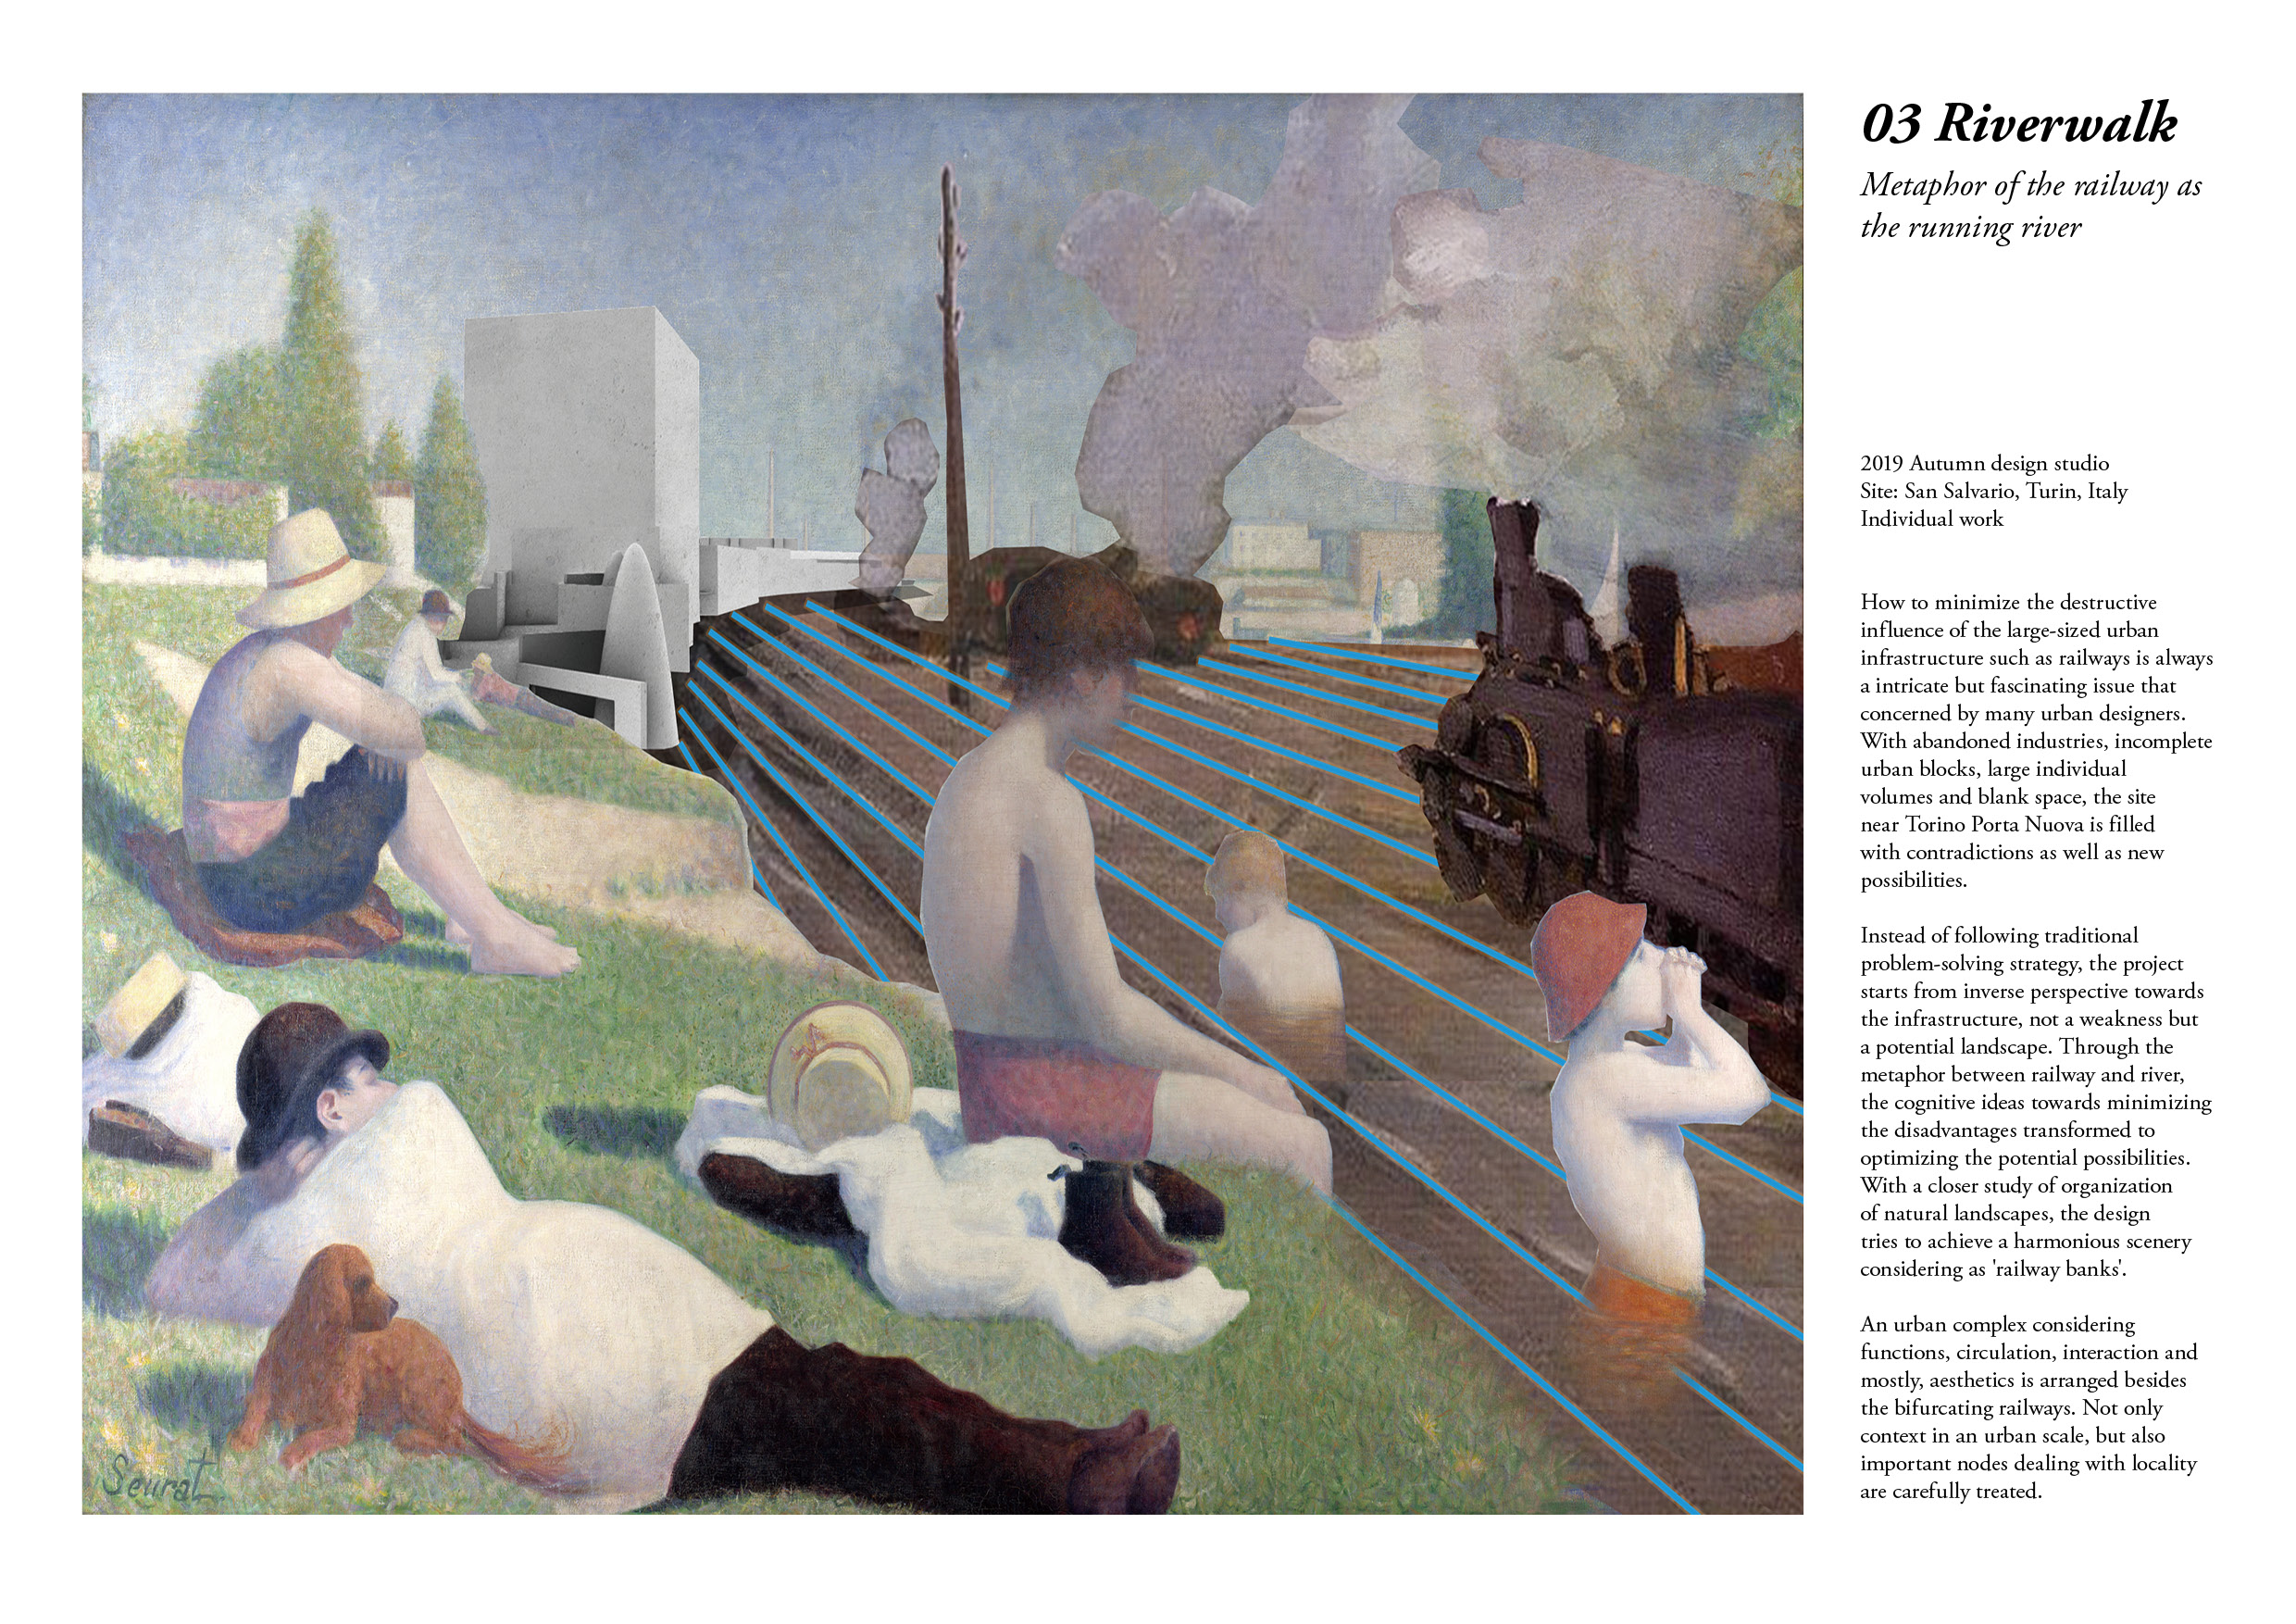 03 Riverwalk
Metaphor of the railway as
the running river
2019 Autumn design studio
Site: San Salvario, Turin, Italy
Individual work
How to minimize the destructive
influence of the large-sized urban
infrastructure such as railways is always
a intricate but fascinating issue that
concerned by many urban designers.
With abandoned industries, incomplete
urban blocks, large individual
volumes and blank space, the site
near Torino Porta Nuova is filled
with contradictions as well as new
possibilities.
Instead of following traditional
problem-solving strategy, the project
starts from inverse perspective towards
the infrastructure, not a weakness but
a potential landscape. Through the
metaphor between railway and river,
the cognitive ideas towards minimizing
the disadvantages transformed to
optimizing the potential possibilities.
With a closer study of organization
of natural landscapes, the design
tries to achieve a harmonious scenery
considering as 'railway banks'.
An urban complex considering
functions, circulation, interaction and
mostly, aesthetics is arranged besides
the bifurcating railways. Not only
context in an urban scale, but also
important nodes dealing with locality
are carefully treated.
Seurat